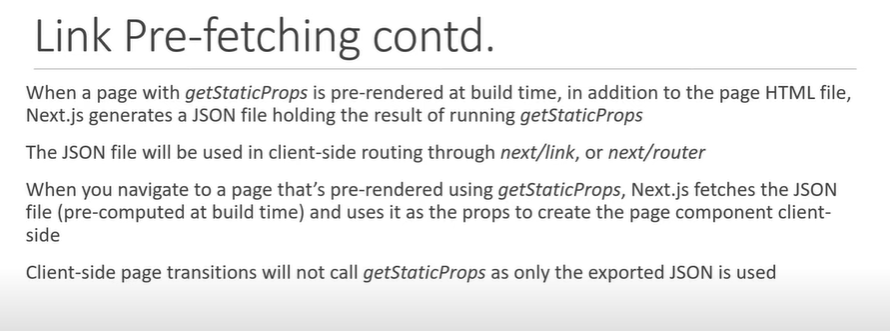 Link Pre-fetching contd.
When a page with getStaticProps is pre-rendered at build time, in addition to the page HTML file,
Next.js generates a JSON file holding the result of running getStaticProps
The JSON file will be used in client-side routing through next/link, or next/router
When you navigate to a page that’s pre-rendered using getStaticProps, Next.js fetches the JSON
file (pre-computed at build time) and uses it as the props to create the page component client-
side
Client-side page transitions will not call getStaticProps as only the exported JSON is used